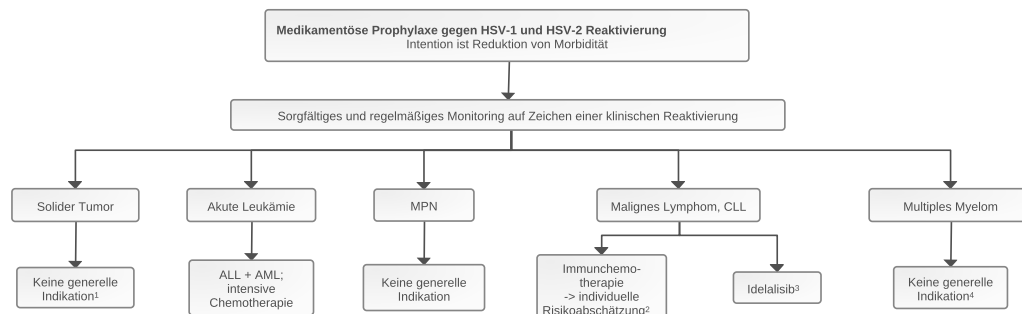 Medikamentöse Prophylaxe gegen HSV-1 und HSV-2 Reaktivierung
Intention ist Reduktion von Morbidität
Sorgfältiges und regelmäßiges Monitoring auf Zeichen einer klinischen Reaktivierung
Solider Tumor
Akute Leukämie
MPN
Malignes Lymphom, CLL
Multiples Myelom
Keine generelle
Indikation¹
ALL + AML;
intensive
Chemotherapie
Keine generelle
Indikation
Immunchemo-
therapie
-> individuelle
Risikoabschätzung²
Idelalisib³
Keine generelle
Indikation⁴